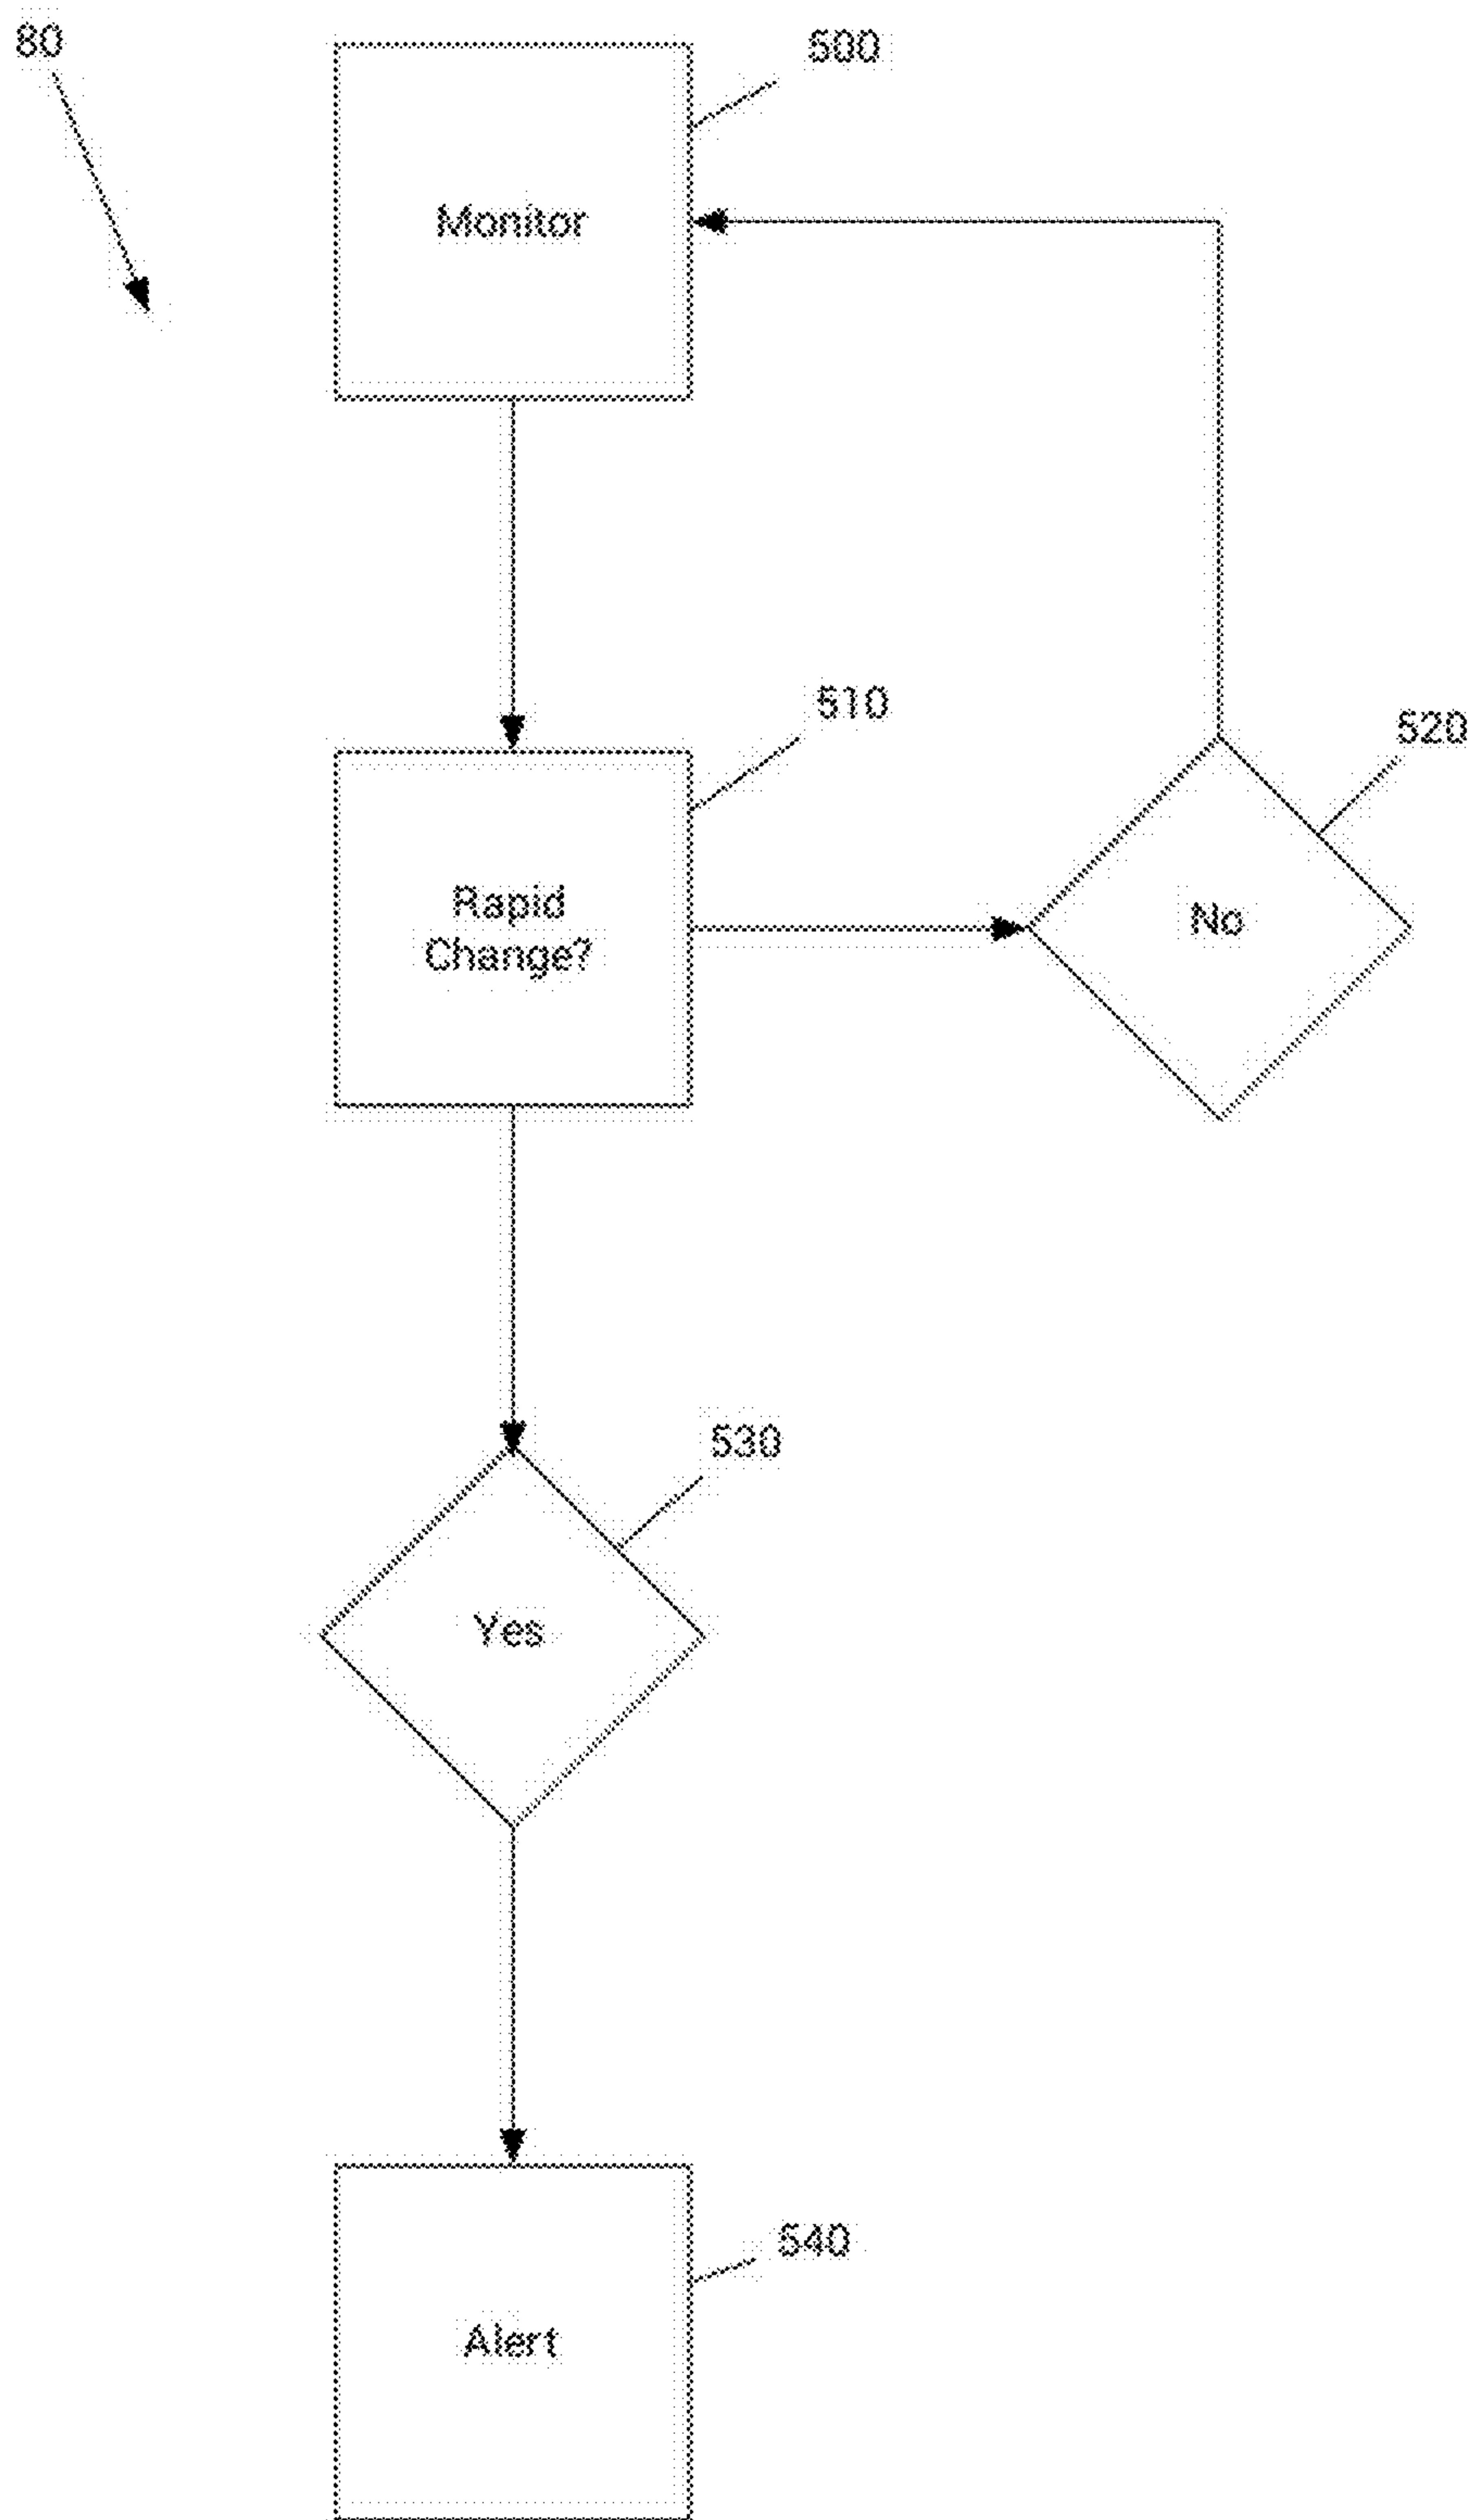 80
500
Monitor
510
520
Rapid
Change?
No
530
Yes
540
Alert